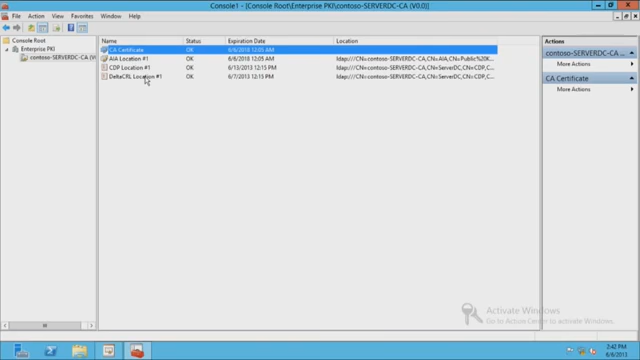 Console1 - [Console Root\Enterprise PKI\contoso-SERVERDC-CA (V0.0)]
File Action View Favorites Window Help
Console Root
Enterprise PKI
contoso-SERVERDC-CA (V
Name Status Expiration Date Location
CA Certificate OK 6/6/2018 12:05 AM
AIA Location #1 OK 6/6/2018 12:05 AM ldap:///CN=contoso-SERVERDC-CA,CN=AIA,CN=Public%20K...
CDP Location #1 OK 6/13/2013 12:15 PM ldap:///CN=contoso-SERVERDC-CA,CN=ServerDC,CN=CDP,C...
DeltaCRL Location #1 OK 6/7/2013 12:15 PM ldap:///CN=contoso-SERVERDC-CA,CN=ServerDC,CN=CDP,C...
Actions
contoso-SERVERDC-CA (V0....
More Actions
CA Certificate
More Actions
Activate Windows
Go to Action Center to activate Windows.
2:42 PM
6/6/2013